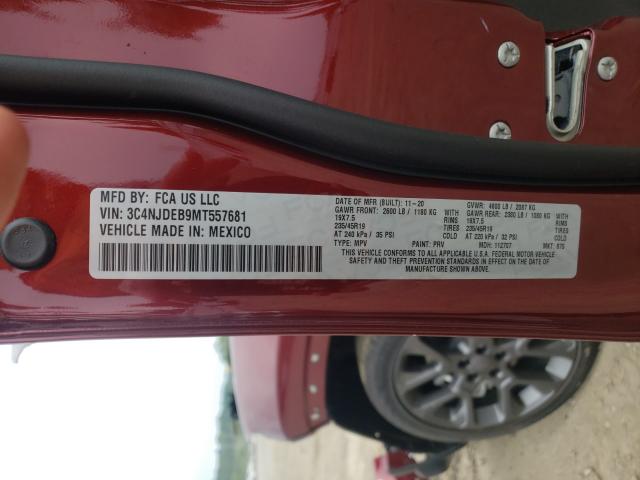 MFD BY: FCA US LLC
VIN: 3C4NJDEB9MT557681
VEHICLE MADE IN: MEXICO
DATE OF MFR (BUILT): 11-20 GVWR: 4600 LB / 2087 KG
GAWR FRONT: 2600 LB / 1180 KG WITH GAWR REAR: 2380 LB / 1080 KG WITH
19X7.5 RIMS 19X7.5 RIMS
235/45R19 TIRES 235/45R19 TIRES
AT 240 kPa / 35 PSI COLD AT 220 kPa / 32 PSI COLD
TYPE: MPV PAINT: PRV MDH: 112707 MKT: 875
THIS VEHICLE CONFORMS TO ALL APPLICABLE U.S.A. FEDERAL MOTOR VEHICLE
SAFETY AND THEFT PREVENTION STANDARDS IN EFFECT ON THE DATE OF
MANUFACTURE SHOWN ABOVE.